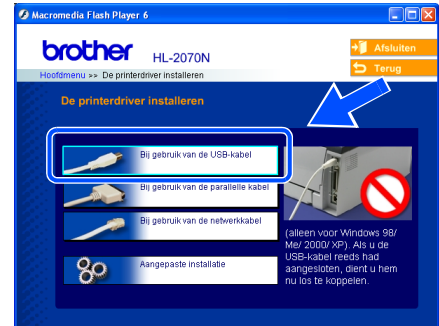 Macromedia Flash Player 6
brother
HL-2070N
Afsluiten
Terug
Hoofdmenu >> De printerdriver installeren
De printerdriver installeren
Bij gebruik van de USB-kabel
Bij gebruik van de parallelle kabel
Bij gebruik van de netwerkkabel
Aangepaste installatie
(alleen voor Windows 98/
Me/ 2000/ XP). Als u de
USB-kabel reeds had
aangesloten, dient u hem
nu los te koppelen.